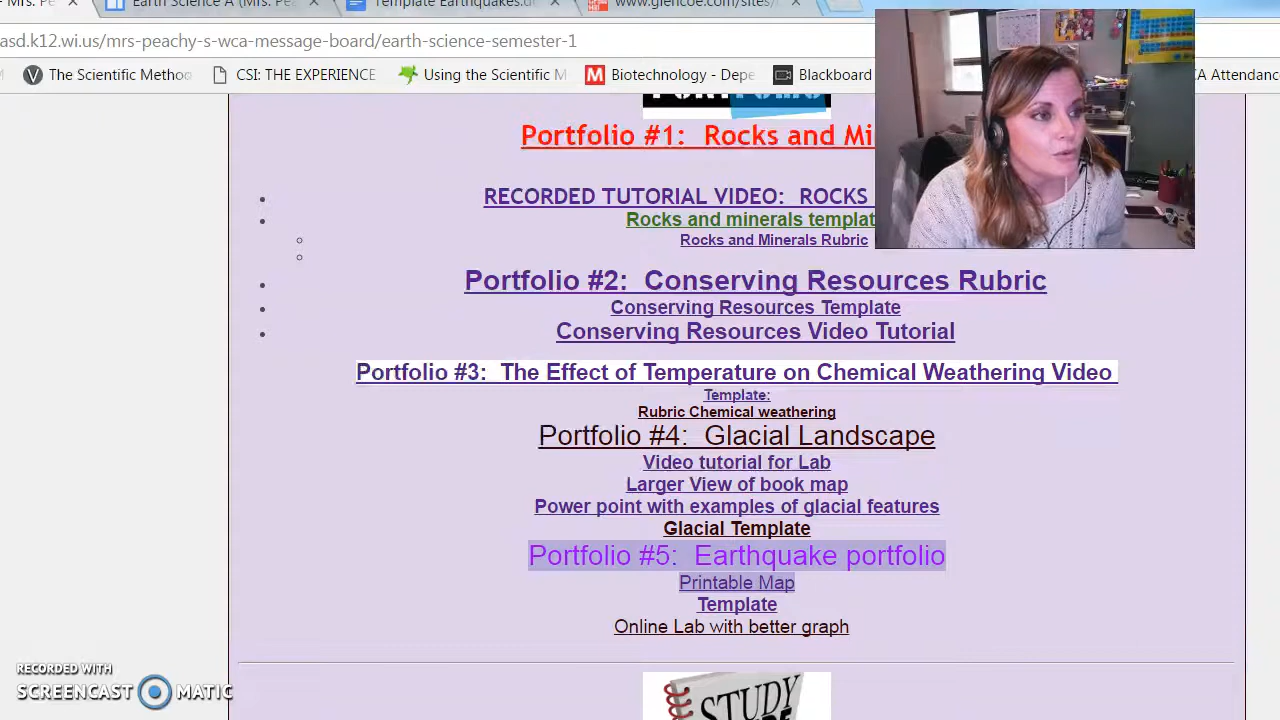 - Mrs. Pe
Earth Science A (Mrs. P
Template Earthquakes.d
www.glencoe.com/sites/
asd.k12.wi.us/mrs-peachy-s-wca-message-board/earth-science-semester-1
The Scientific Metho
CSI: THE EXPERIENCE
Using the Scientific M
Biotechnology - Depe
Blackboard
CA Attendanc
PORTFOLIO
Portfolio #1: Rocks and Mi
RECORDED TUTORIAL VIDEO: ROCKS
Rocks and minerals templat
Rocks and Minerals Rubric
Portfolio #2: Conserving Resources Rubric
Conserving Resources Template
Conserving Resources Video Tutorial
Portfolio #3: The Effect of Temperature on Chemical Weathering Video
Template:
Rubric Chemical weathering
Portfolio #4: Glacial Landscape
Video tutorial for Lab
Larger View of book map
Power point with examples of glacial features
Glacial Template
Portfolio #5: Earthquake portfolio
Printable Map
Template
Online Lab with better graph
STUDY
RECORDED WITH
SCREENCAST MATIC